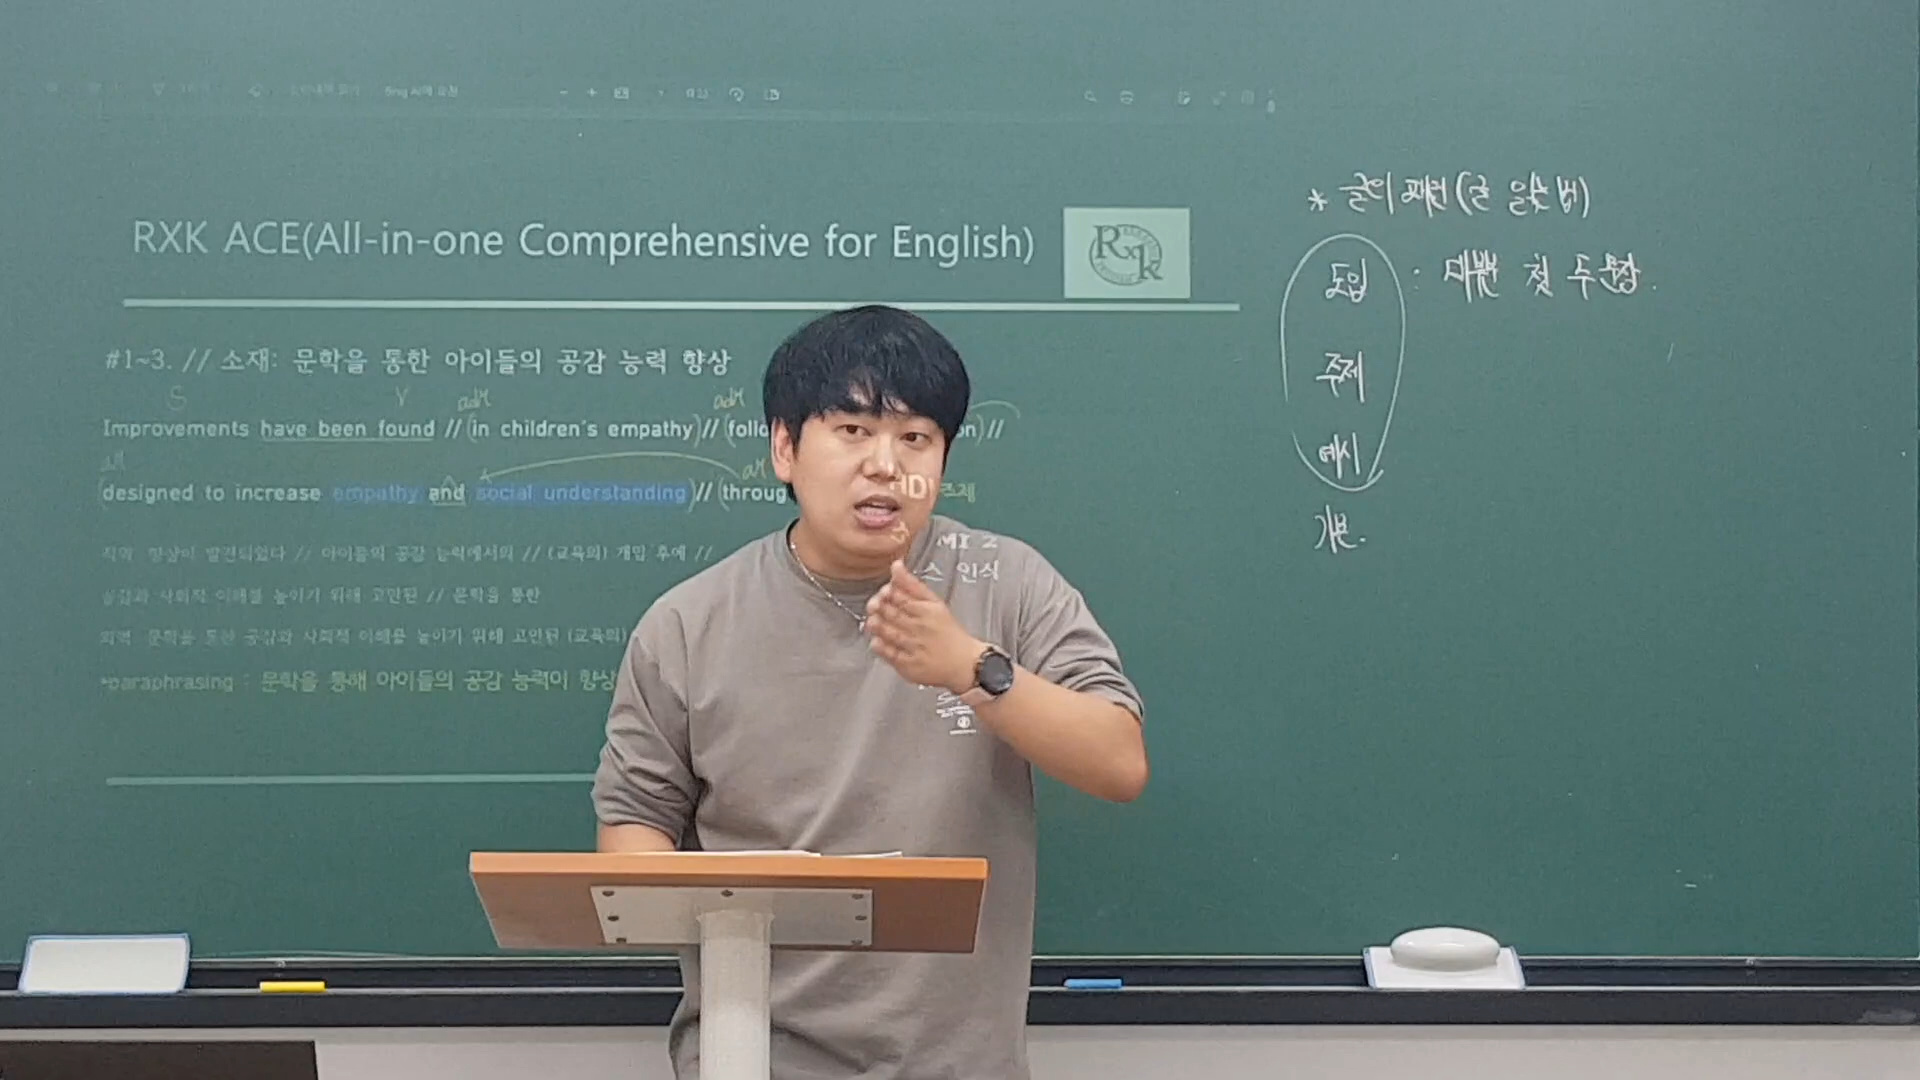 Bing AI에 요청
RXK ACE(All-in-one Comprehensive for English)
RxK
#1~3. // 소재: 문학을 통한 아이들의 공감 능력 향상
S V adv adv
Improvements have been found // (in children's empathy) // (follo on) //
designed to increase empathy and social understanding) // (throug
직역 향상이 발견되었다 // 아이들의 공감 능력에서의 // (교육의) 개입 후에 //
공감과 사회적 이해를 높이기 위해 고안된 // 문학을 통한
의역 문학을 통한 공감과 사회적 이해를 높이기 위해 고안된 (교육의)
*paraphrasing : 문학을 통해 아이들의 공감 능력이 향상
* 글의 패턴 (글 읽는 법)
도입 : 대부분 첫 두 문장.
주제
예시